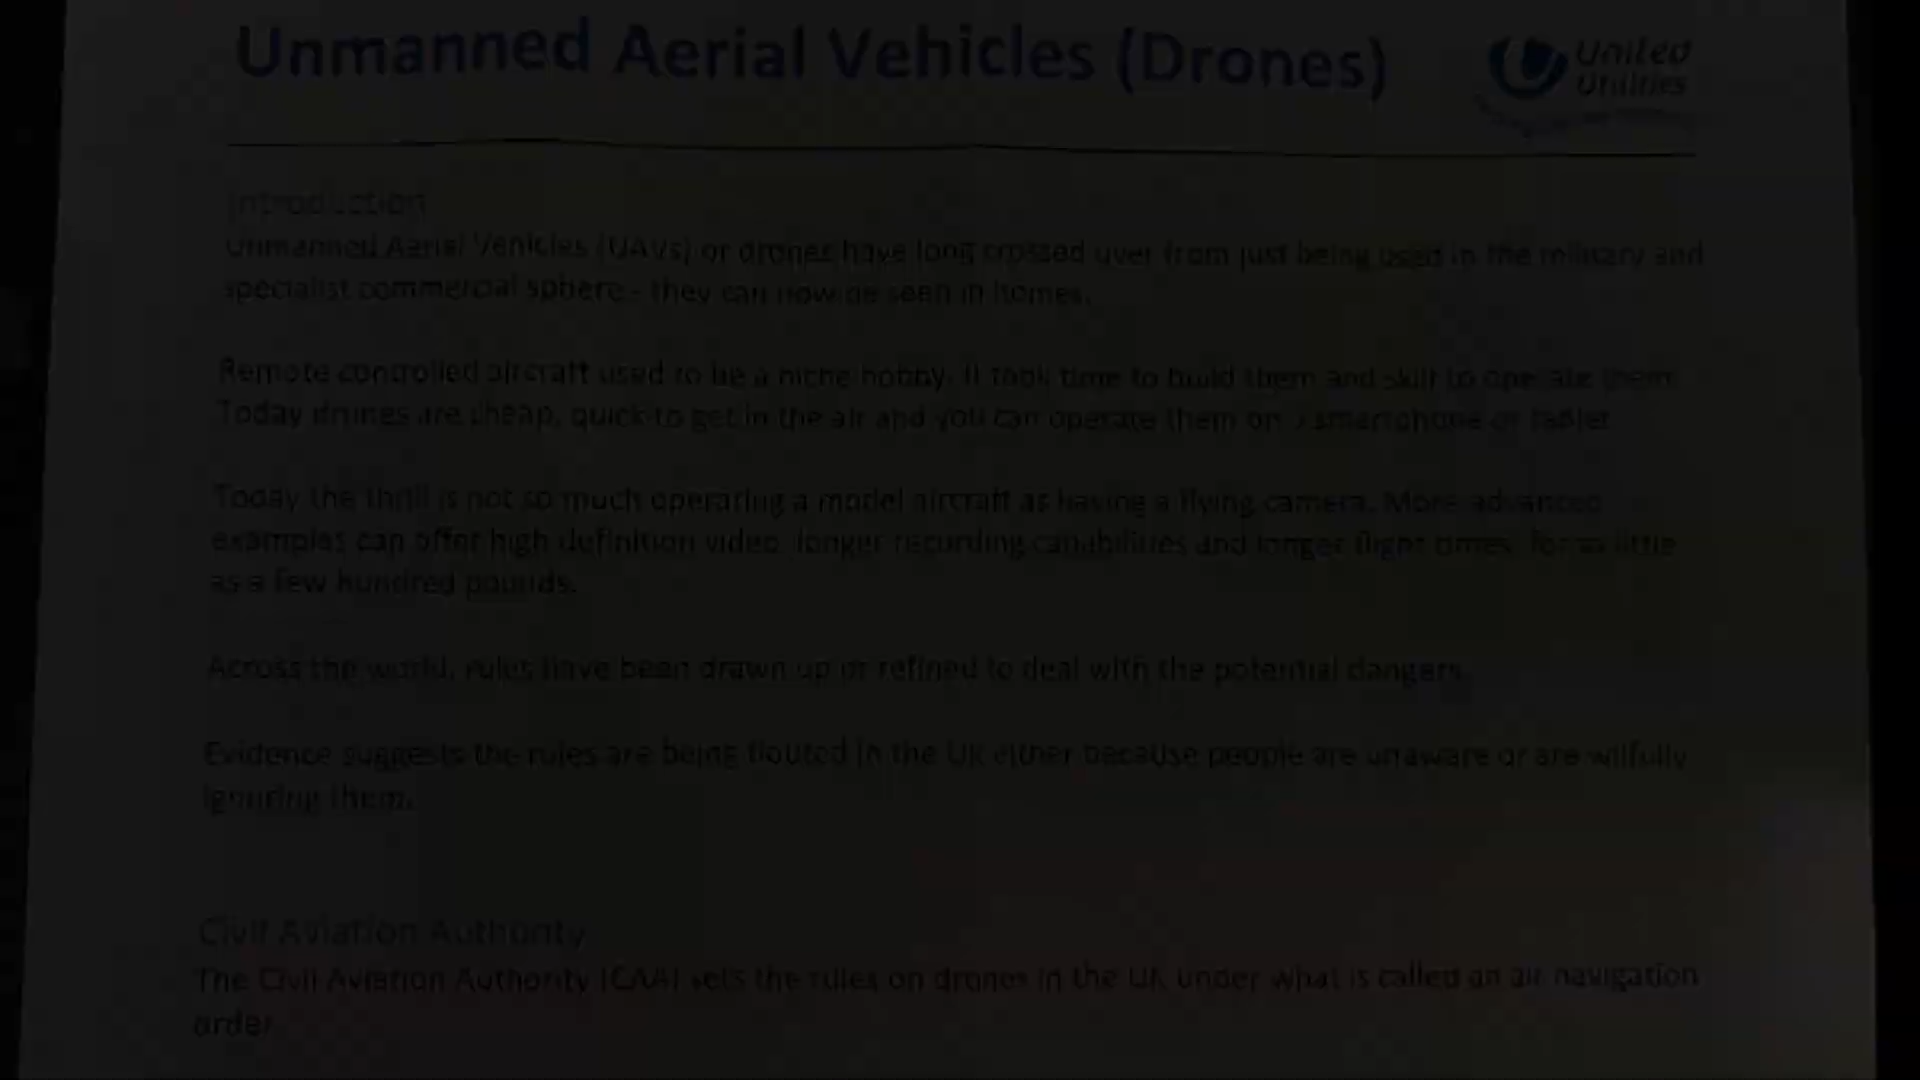 Unmanned Aerial Vehicles (Drones)
United
Utilities
Introduction
Unmanned Aerial Vehicles (UAVs) or drones have long crossed over from just being used in the military and
specialist commercial sphere - they can now be seen in homes.
Remote controlled aircraft used to be a niche hobby. It took time to build them and skill to operate them.
Today drones are cheap, quick to get in the air and you can operate them on a smartphone or tablet.
Today the thrill is not so much operating a model aircraft as having a flying camera. More advanced
examples can offer high definition video, longer recording capabilities and longer flight times, for as little
as a few hundred pounds.
Across the world, rules have been drawn up or refined to deal with the potential dangers.
Evidence suggests the rules are being flouted in the UK either because people are unaware or are wilfully
ignoring them.
Civil Aviation Authority
The Civil Aviation Authority (CAA) sets the rules on drones in the UK under what is called an air navigation
order